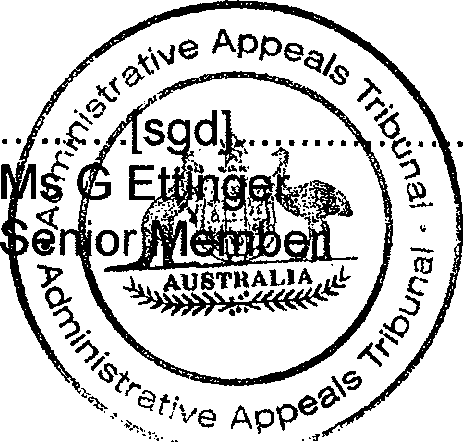 Administrative Appeals Tribunal · Administrative Appeals Tribunal
..........[sgd]..........................
Ms G Ettinger
Senior Member
AUSTRALIA